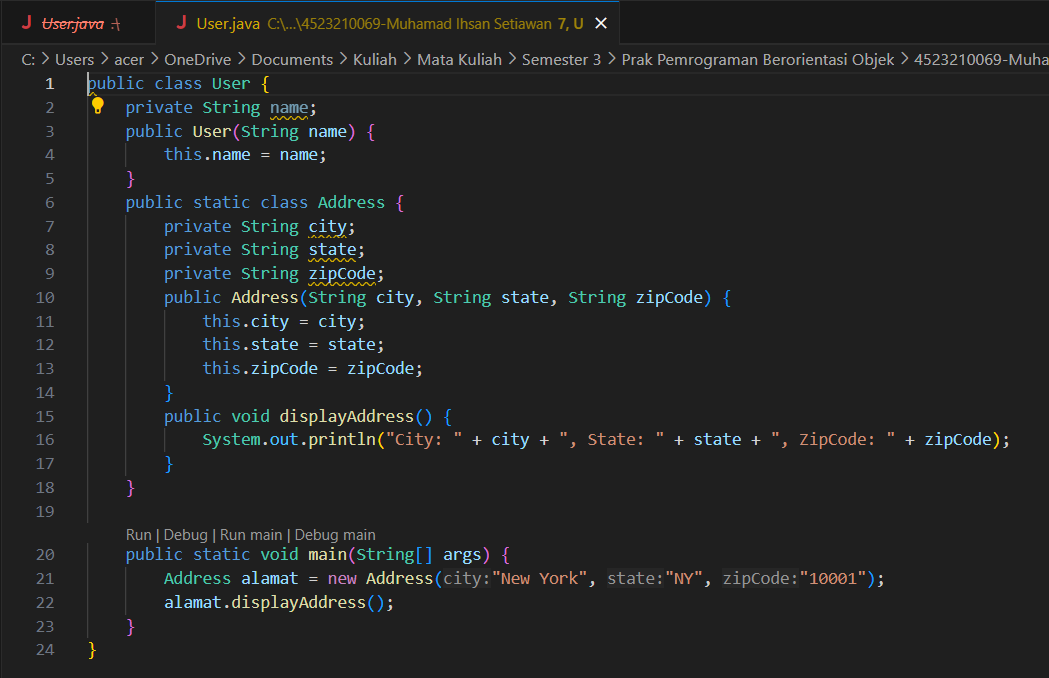 User.java .\
User.java C:\...\4523210069-Muhamad Ihsan Setiawan 7, U
C: > Users > acer > OneDrive > Documents > Kuliah > Mata Kuliah > Semester 3 > Prak Pemrograman Berorientasi Objek > 4523210069-Muha
1 public class User {
2     private String name;
3     public User(String name) {
4         this.name = name;
5     }
6     public static class Address {
7         private String city;
8         private String state;
9         private String zipCode;
10         public Address(String city, String state, String zipCode) {
11             this.city = city;
12             this.state = state;
13             this.zipCode = zipCode;
14         }
15         public void displayAddress() {
16             System.out.println("City: " + city + ", State: " + state + ", ZipCode: " + zipCode);
17         }
18     }
19
Run | Debug | Run main | Debug main
20     public static void main(String[] args) {
21         Address alamat = new Address(city:"New York", state:"NY", zipCode:"10001");
22         alamat.displayAddress();
23     }
24 }